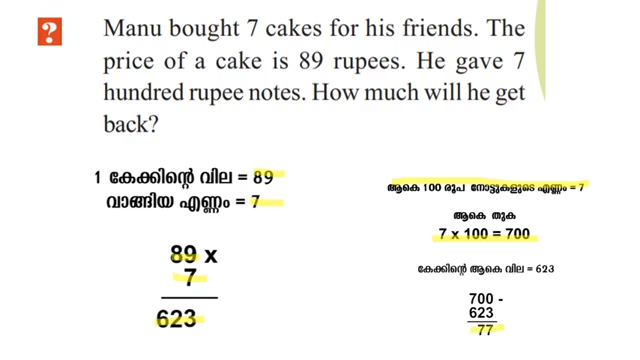 ?
Manu bought 7 cakes for his friends. The
price of a cake is 89 rupees. He gave 7
hundred rupee notes. How much will he get
back?
1 കേക്കിന്റെ വില = 89
വാങ്ങിയ എണ്ണം = 7
89 x
7
623
ആകെ 100 രൂപ നോട്ടുകളുടെ എണ്ണം = 7
ആകെ തുക
7 x 100 = 700
കേക്കിന്റെ ആകെ വില = 623
700 -
623
77